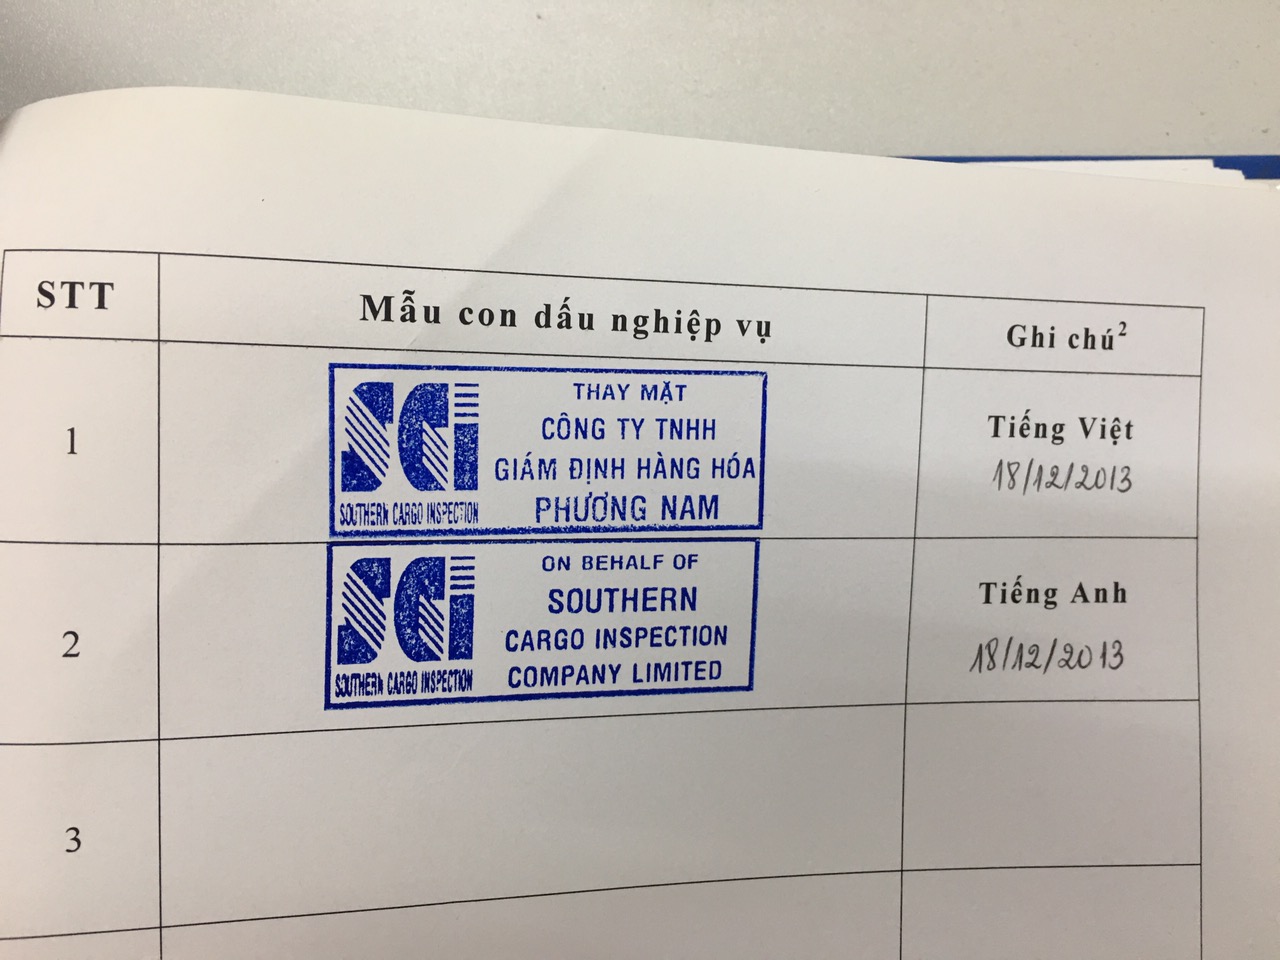 STT
Mẫu con dấu nghiệp vụ
Ghi chú²
1
SCi
SOUTHERN CARGO INSPECTION
THAY MẶT
CÔNG TY TNHH
GIÁM ĐỊNH HÀNG HÓA
PHƯƠNG NAM
Tiếng Việt
18/12/2013
2
SCi
SOUTHERN CARGO INSPECTION
ON BEHALF OF
SOUTHERN
CARGO INSPECTION
COMPANY LIMITED
Tiếng Anh
18/12/2013
3